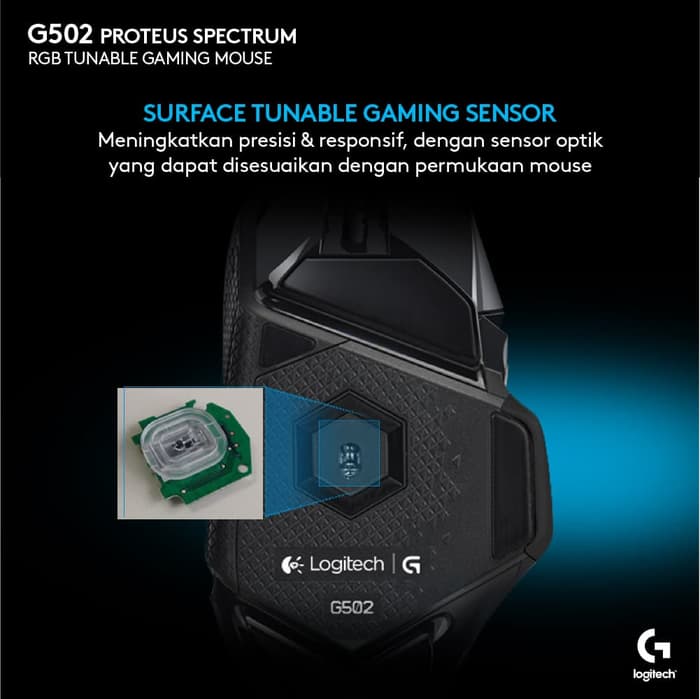 G502 PROTEUS SPECTRUM
RGB TUNABLE GAMING MOUSE
SURFACE TUNABLE GAMING SENSOR
Meningkatkan presisi & responsif, dengan sensor optik
yang dapat disesuaikan dengan permukaan mouse
Logitech | G
G502
G
logitech